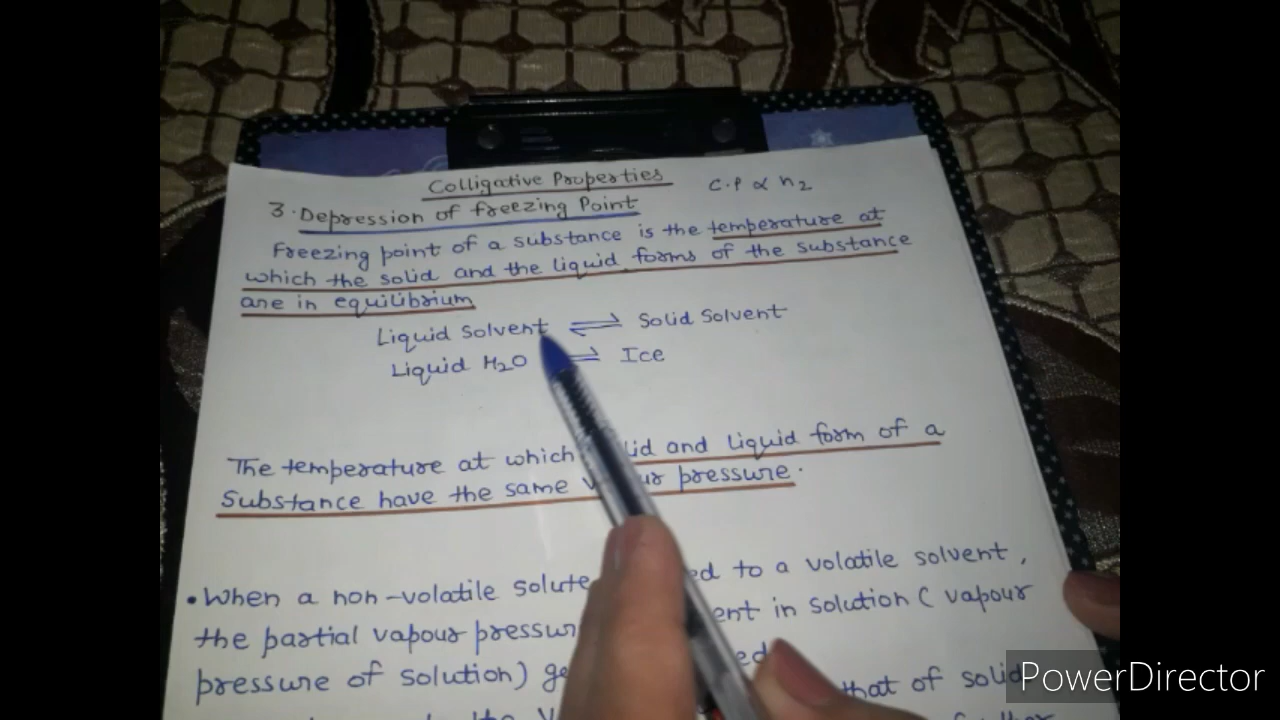 Colligative Properties
C.P ∝ n2
3. Depression of freezing Point
Freezing point of a substance is the temperature at
which the solid and the liquid forms of the substance
are in equilibrium
Liquid Solvent ⇌ Solid Solvent
Liquid H2O ⇌ Ice
The temperature at which lid and liquid form of a
Substance have the same pressure.
• When a non-volatile solute to a volatile solvent,
the partial vapour in solution ( vapour
pressure of solution)
that of solid
PowerDirector